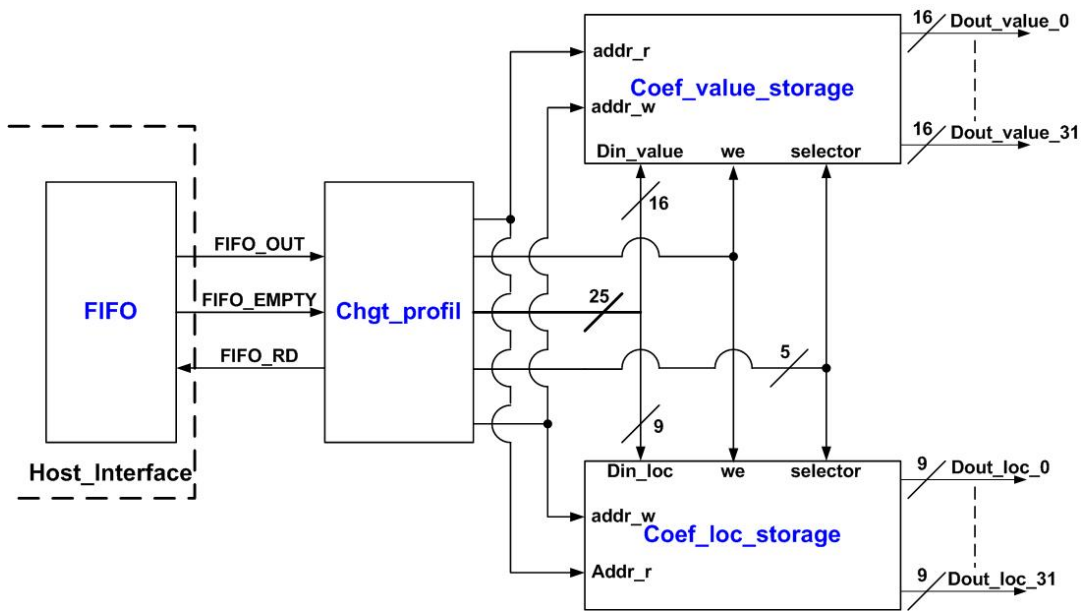 16 Dout_value_0
addr_r
Coef_value_storage
addr_w
16 Dout_value_31
Din_value we selector
16
FIFO_OUT
FIFO_EMPTY
25
FIFO
Chgt_profil
FIFO_RD
5
9
Host_Interface
Din_loc we selector
9 Dout_loc_0
addr_w
Coef_loc_storage
Addr_r
9 Dout_loc_31